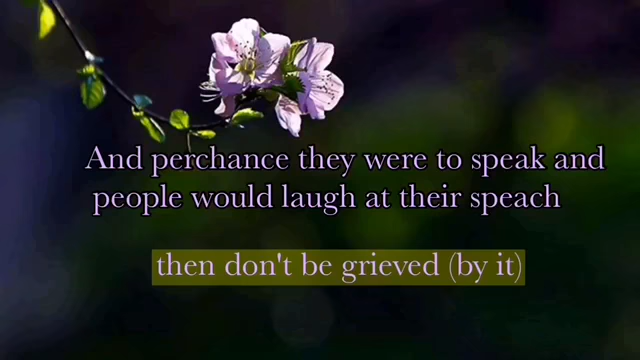 And perchance they were to speak and
people would laugh at their speach
then don't be grieved (by it)